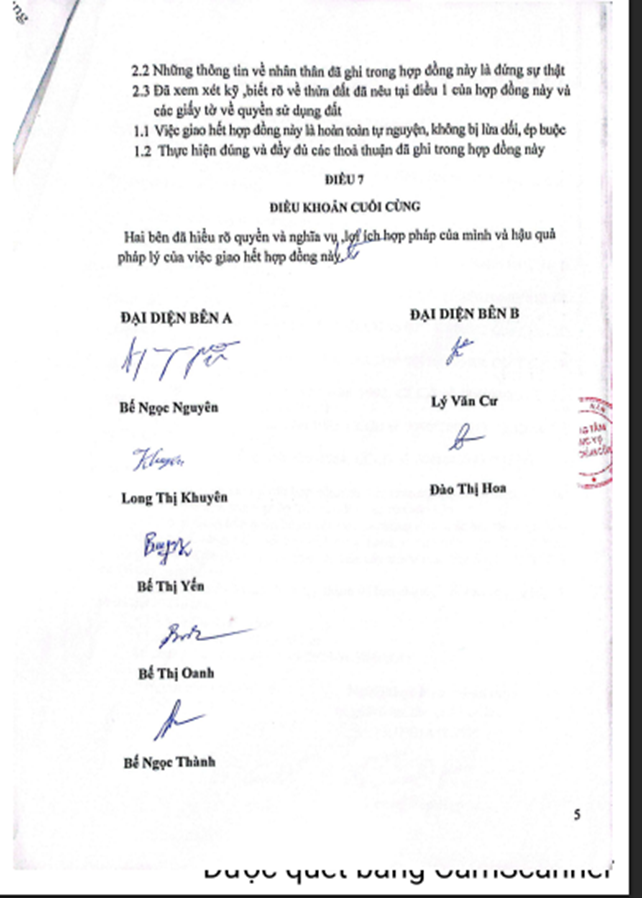 2.2 Những thông tin về nhân thân đã ghi trong hợp đồng này là đứng sự thật
2.3 Đã xem xét kỹ ,biết rõ về thửa đất đã nêu tại điều 1 của hợp đồng này và
các giấy tờ về quyền sử dụng đất
1.1 Việc giao hết hợp đồng này là hoàn toàn tự nguyện, không bị lừa dối, ép buộc
1.2 Thực hiện đúng và đầy đủ các thoả thuận đã ghi trong hợp đồng này
ĐIỀU 7
ĐIỀU KHOẢN CUỐI CÙNG
Hai bên đã hiểu rõ quyền và nghĩa vụ ,lợi ích hợp pháp của mình và hậu quả
pháp lý của việc giao hết hợp đồng này
ĐẠI DIỆN BÊN A
ĐẠI DIỆN BÊN B
Bế Ngọc Nguyên
Lý Văn Cư
Khuyên
Long Thị Khuyên
Đào Thị Hoa
Bế Thị Yến
Bế Thị Oanh
Bế Ngọc Thành
5
Được quét bằng CamScanner